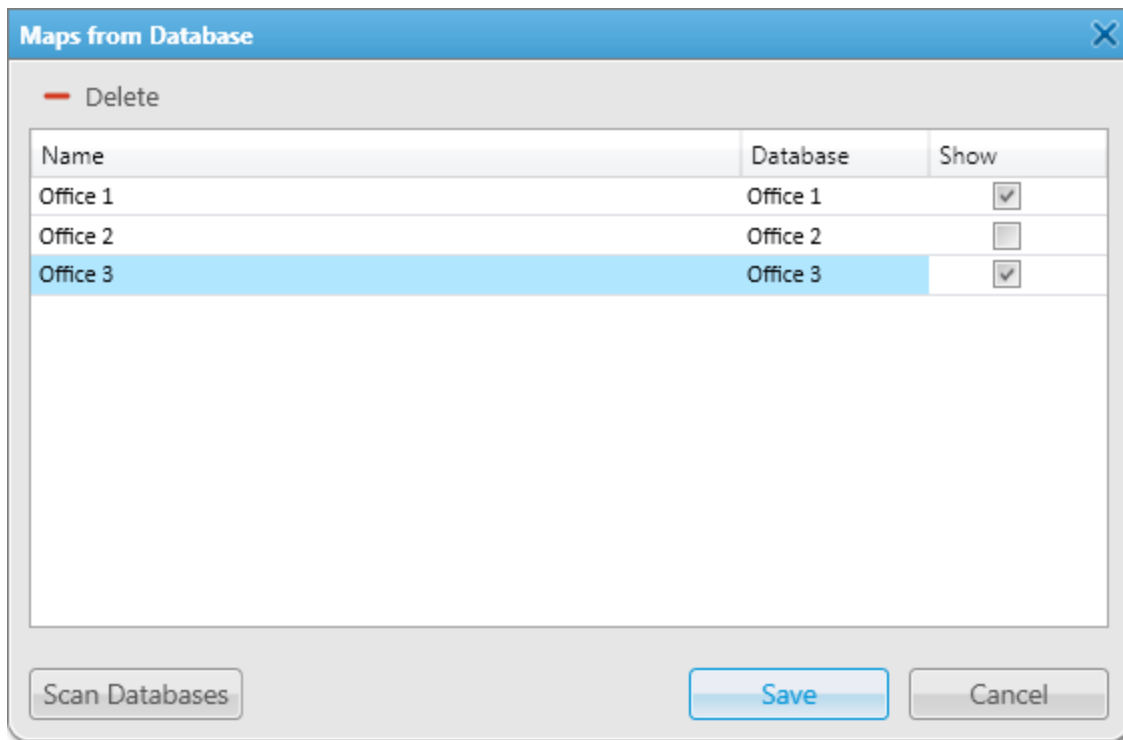 Maps from Database
Delete
Name Database Show
Office 1 Office 1
Office 2 Office 2
Office 3 Office 3
Scan Databases Save Cancel